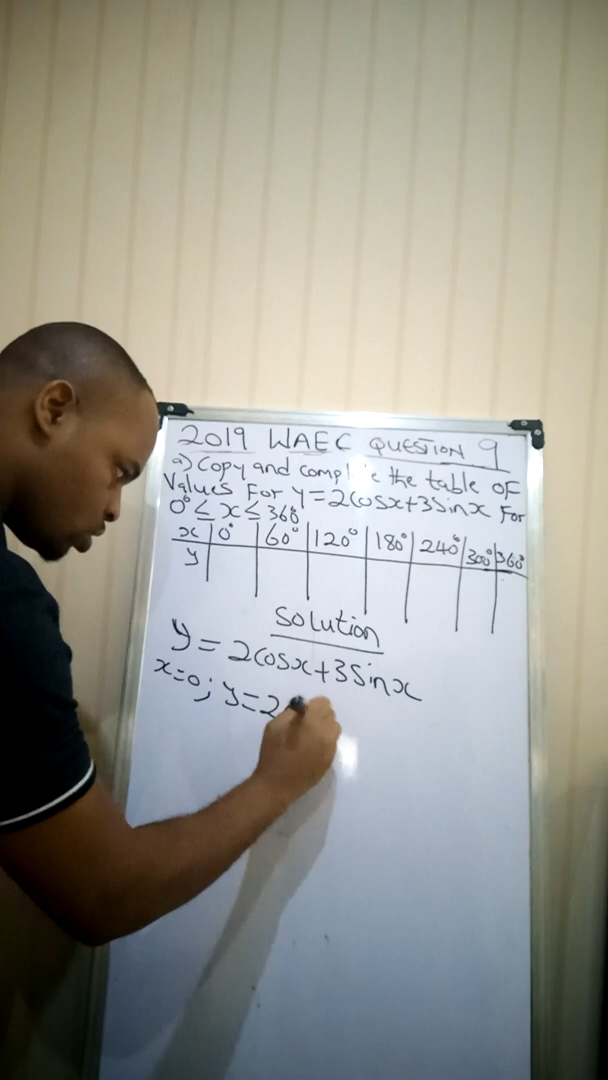 2019 WAEC QUESTION 9
a) Copy and complete the table of
Values For y=2cosx+3sinx For
0°≤x≤360°
x 0° 60° 120° 180° 240° 300° 360°
y
Solution
y=2cosx+3sinx
x=0; y=2